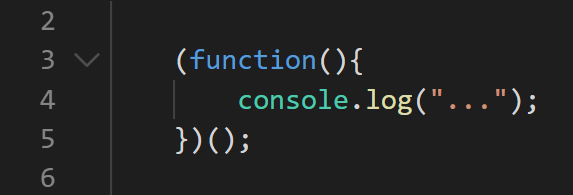 2
3 (function(){
4 console.log("...");
5 })();
6